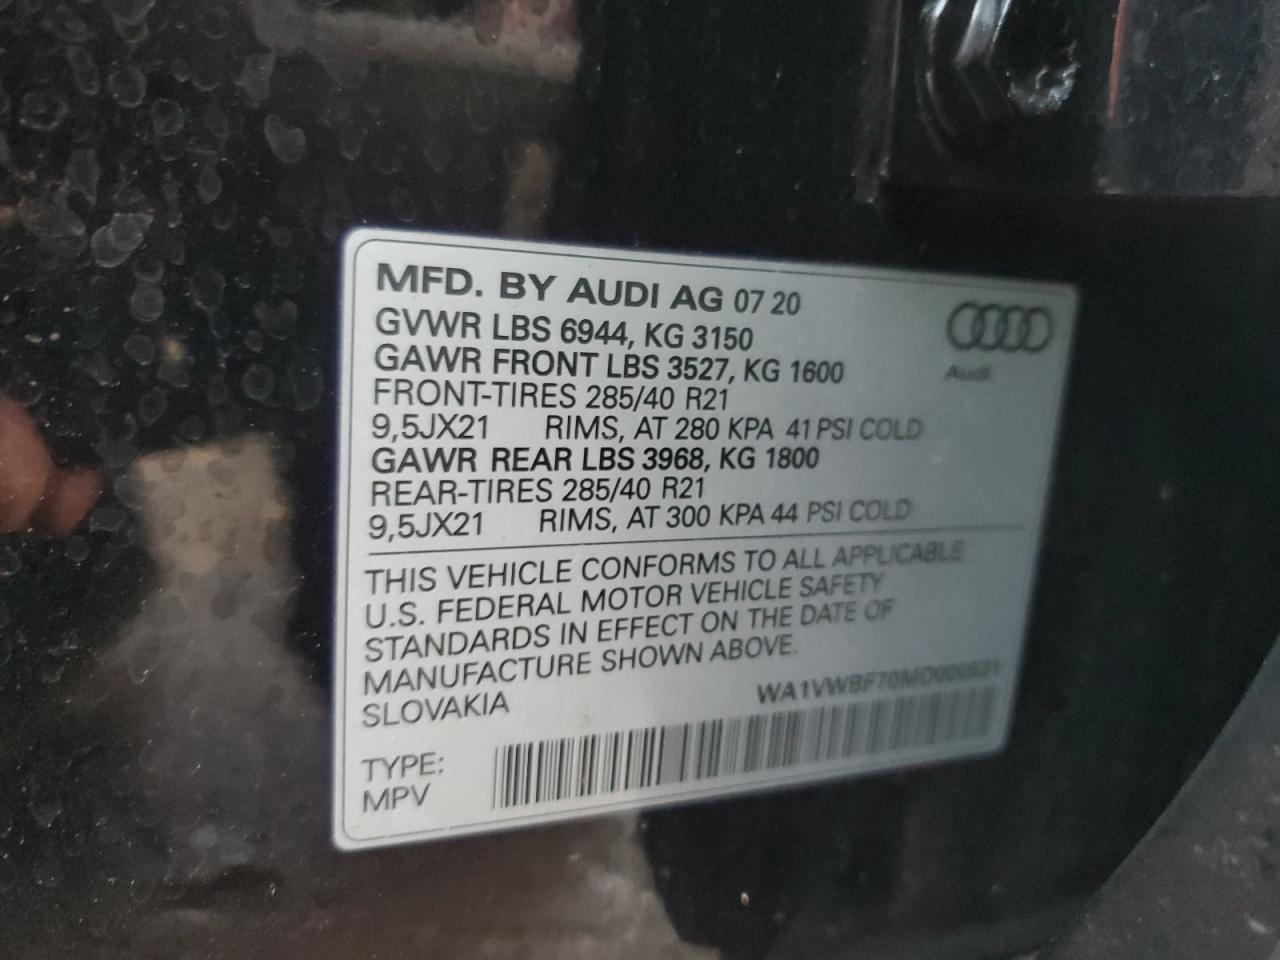 MFD. BY AUDI AG 07 20
GVWR LBS 6944, KG 3150
GAWR FRONT LBS 3527, KG 1600
FRONT-TIRES 285/40 R21
9,5JX21 RIMS, AT 280 KPA 41 PSI COLD
GAWR REAR LBS 3968, KG 1800
REAR-TIRES 285/40 R21
9,5JX21 RIMS, AT 300 KPA 44 PSI COLD
Audi
THIS VEHICLE CONFORMS TO ALL APPLICABLE
U.S. FEDERAL MOTOR VEHICLE SAFETY
STANDARDS IN EFFECT ON THE DATE OF
MANUFACTURE SHOWN ABOVE.
SLOVAKIA
TYPE:
MPV